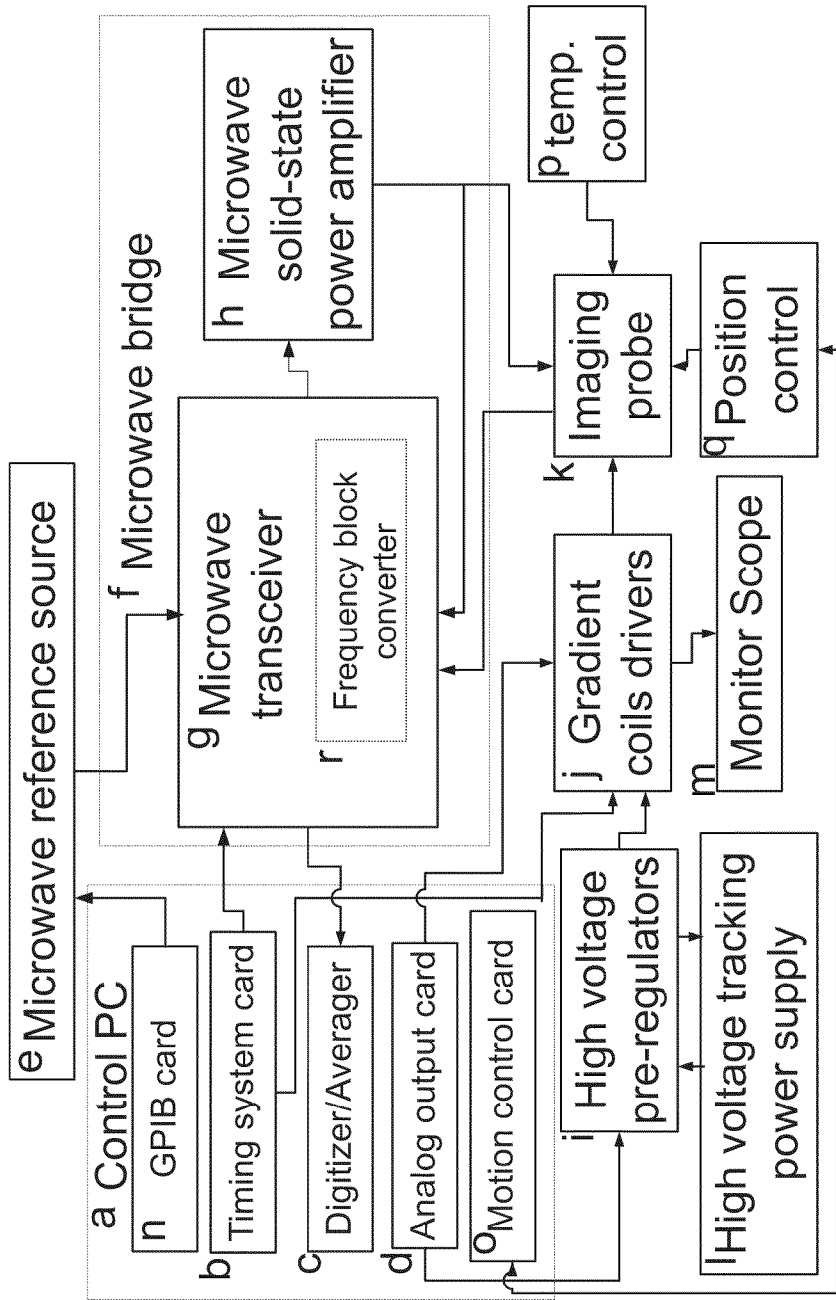 e Microwave reference source
a Control PC
n GPIB card
b Timing system card
c Digitizer/Averager
d Analog output card
o Motion control card
f Microwave bridge
g Microwave
transceiver
r Frequency block
converter
h Microwave
solid-state
power amplifier
i High voltage
pre-regulators
l High voltage tracking
power supply
j Gradient
coils drivers
m Monitor Scope
k Imaging
probe
q Position
control
p temp.
control